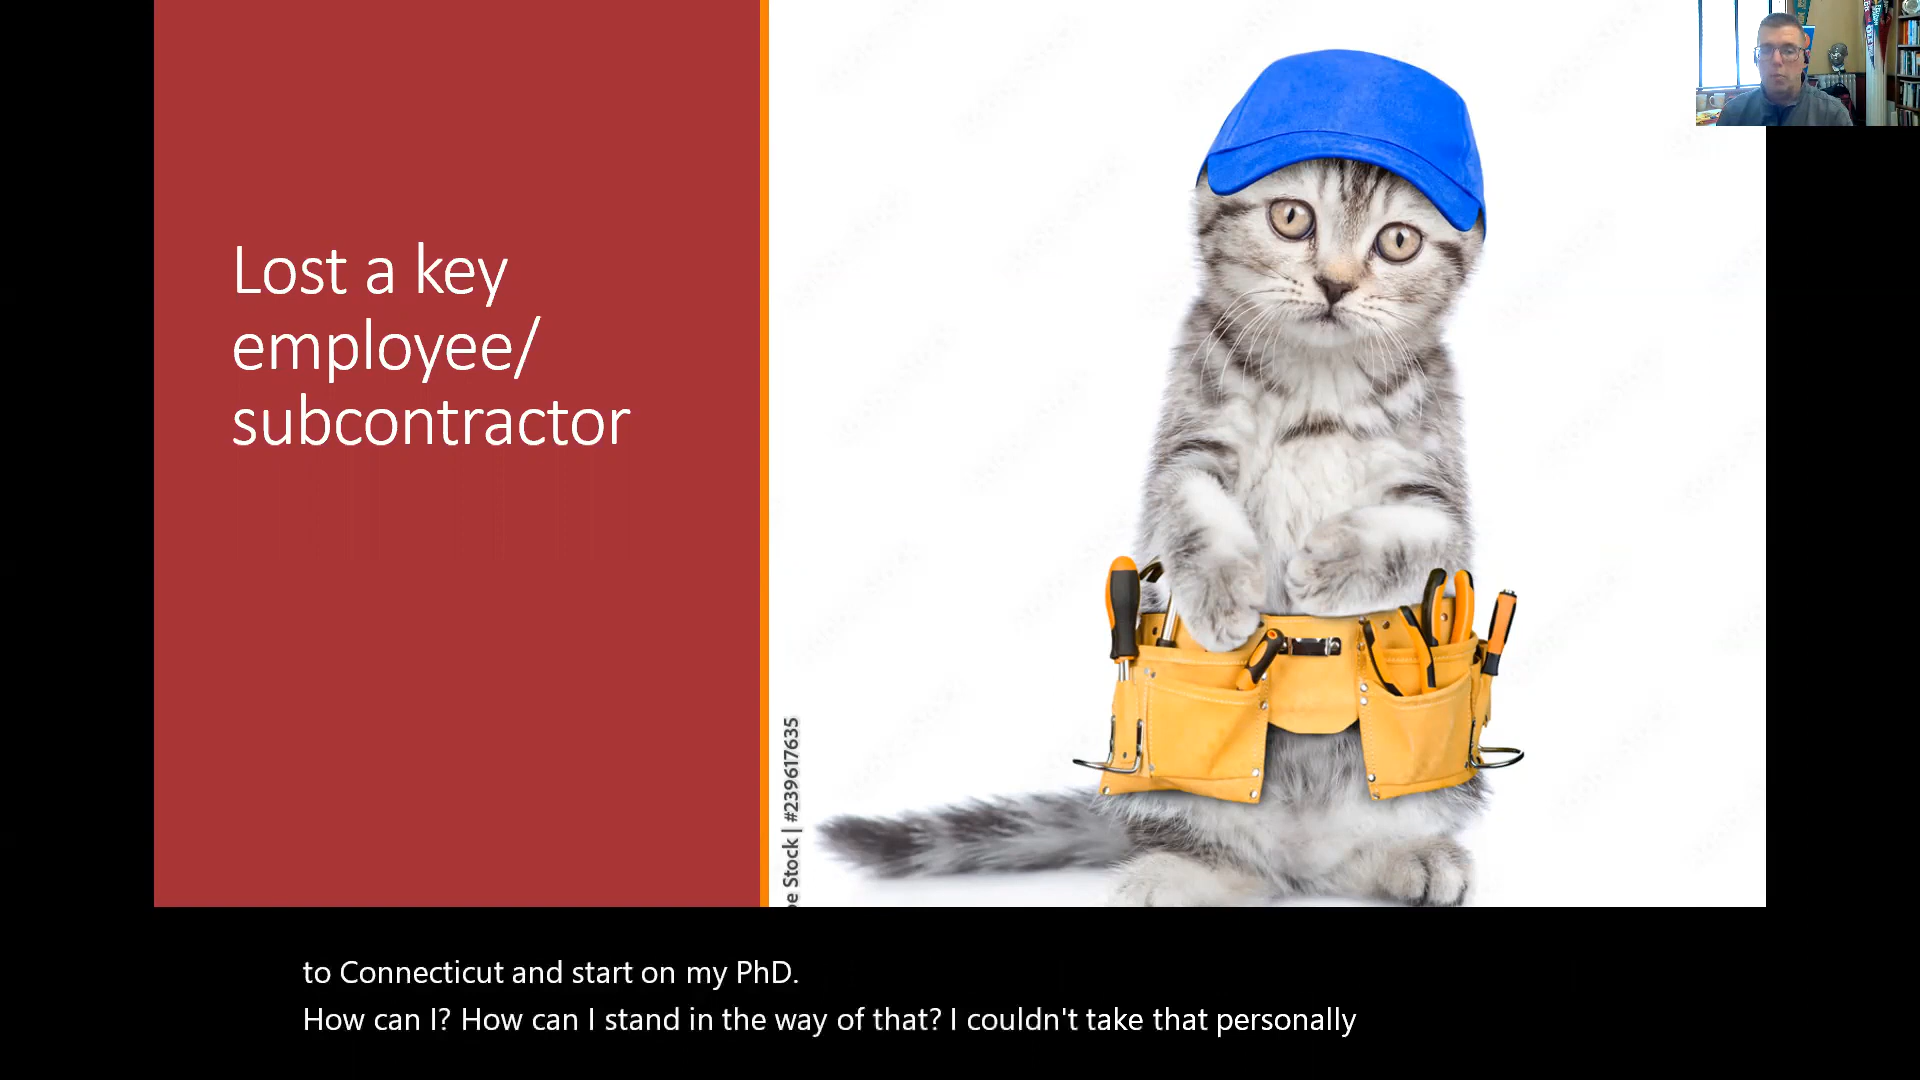 Lost a key
employee/
subcontractor
e Stock | #239617635
to Connecticut and start on my PhD.
How can I? How can I stand in the way of that? I couldn't take that personally